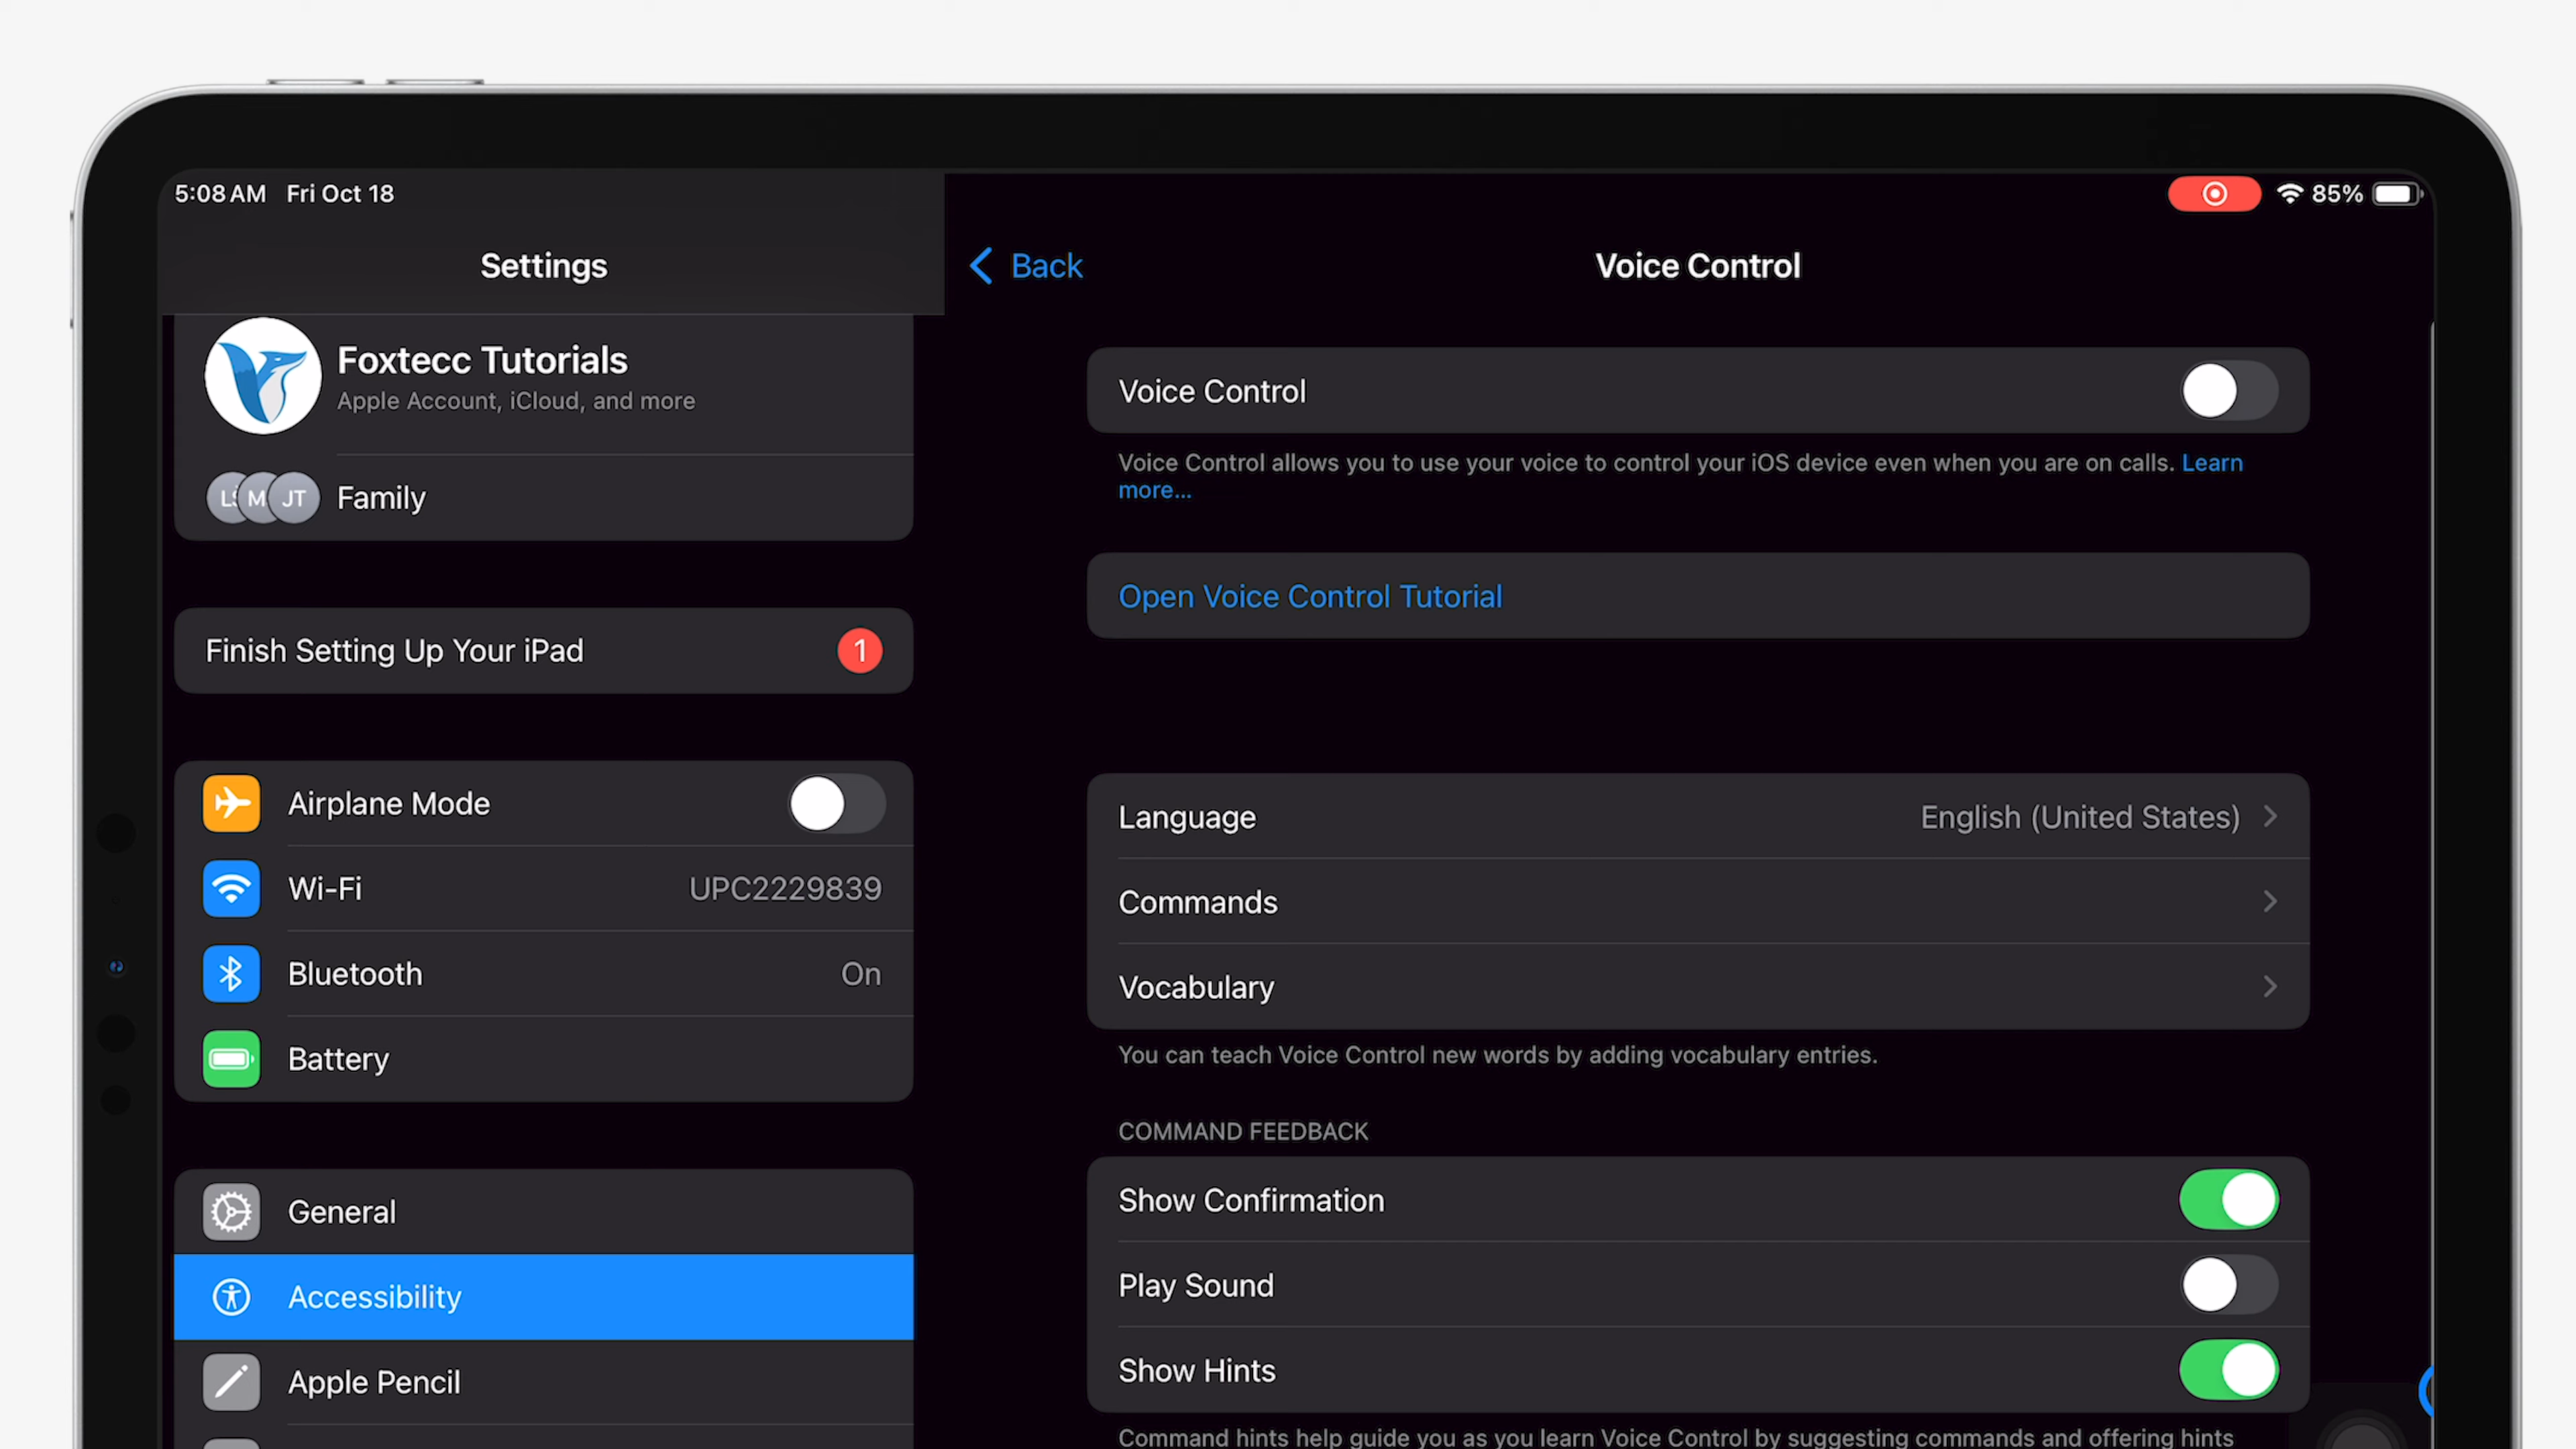 5:08 AM Fri Oct 18
85%
Settings
Foxtecc Tutorials
Apple Account, iCloud, and more
M JT Family
Finish Setting Up Your iPad 1
Airplane Mode
Wi-Fi UPC2229839
Bluetooth On
Battery
General
Accessibility
Apple Pencil
Back
Voice Control
Voice Control
Voice Control allows you to use your voice to control your iOS device even when you are on calls. Learn
more...
Open Voice Control Tutorial
Language English (United States)
Commands
Vocabulary
You can teach Voice Control new words by adding vocabulary entries.
COMMAND FEEDBACK
Show Confirmation
Play Sound
Show Hints
Command hints help guide you as you learn Voice Control by suggesting commands and offering hints